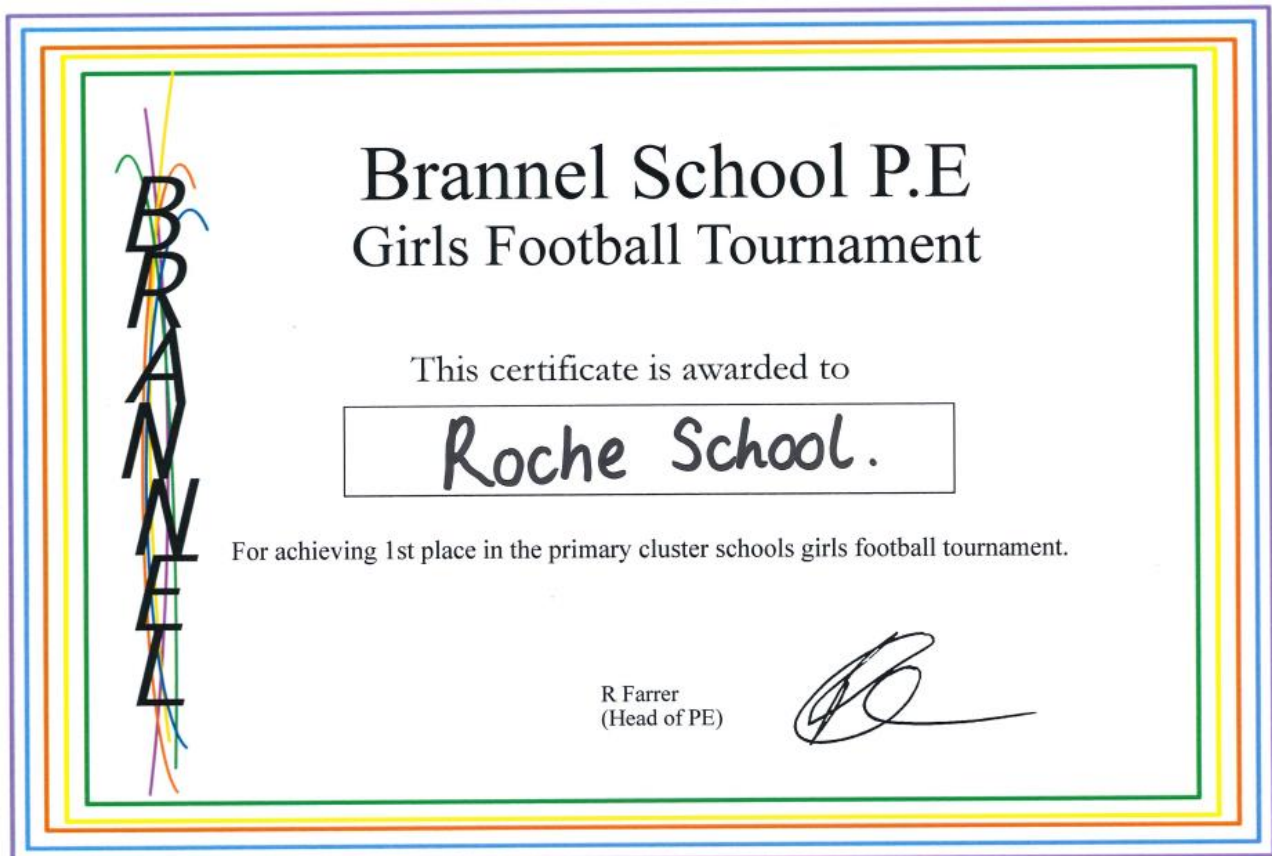 BRANNEL
Brannel School P.E
Girls Football Tournament
This certificate is awarded to
Roche School.
For achieving 1st place in the primary cluster schools girls football tournament.
R Farrer
(Head of PE)